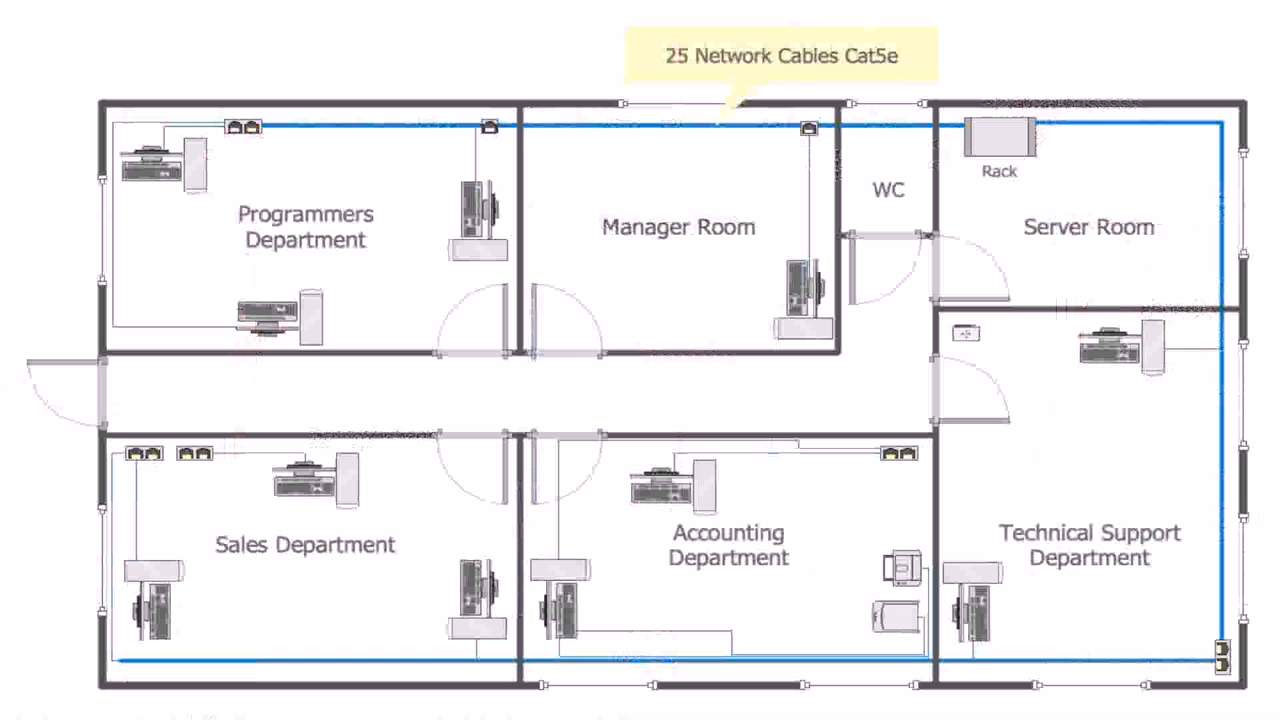 25 Network Cables Cat5e
Rack
WC
Programmers
Department
Manager Room
Server Room
Sales Department
Accounting
Department
Technical Support
Department